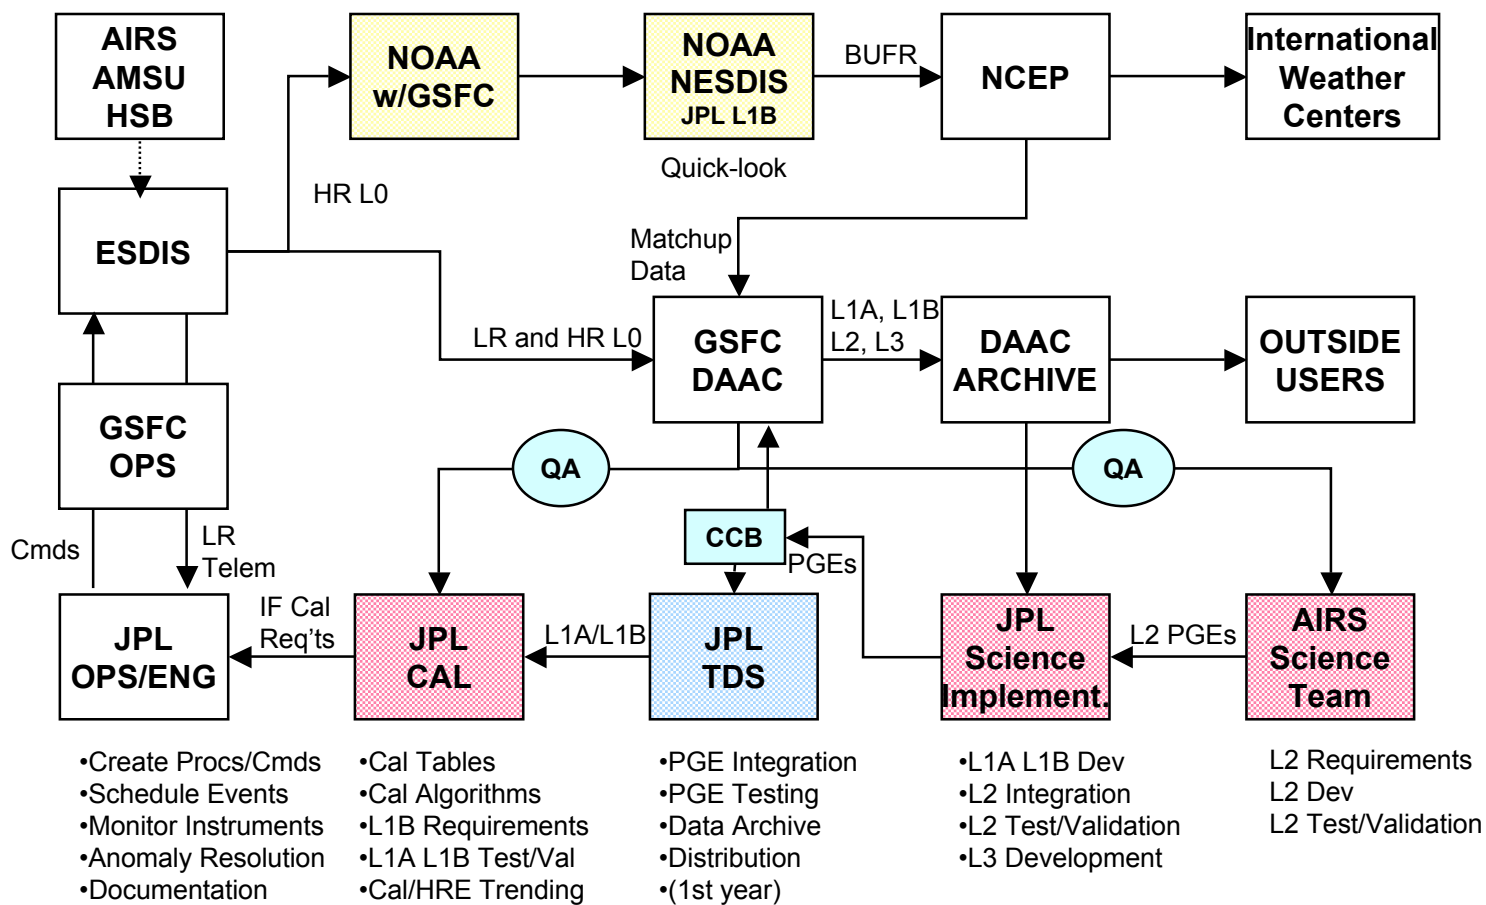 AIRS
AMSU
HSB
NOAA
w/GSFC
NOAA
NESDIS
JPL L1B
BUFR
NCEP
International
Weather
Centers
Quick-look
HR L0
ESDIS
Matchup
Data
LR and HR L0
GSFC
DAAC
L1A, L1B
L2, L3
DAAC
ARCHIVE
OUTSIDE
USERS
GSFC
OPS
QA
QA
Cmds
LR
Telem
CCB
PGEs
IF Cal
Req'ts
L1A/L1B
L2 PGEs
JPL
OPS/ENG
JPL
CAL
JPL
TDS
JPL
Science
Implement.
AIRS
Science
Team
•Create Procs/Cmds
•Schedule Events
•Monitor Instruments
•Anomaly Resolution
•Documentation
•Cal Tables
•Cal Algorithms
•L1B Requirements
•L1A L1B Test/Val
•Cal/HRE Trending
•PGE Integration
•PGE Testing
•Data Archive
•Distribution
•(1st year)
•L1A L1B Dev
•L2 Integration
•L2 Test/Validation
•L3 Development
L2 Requirements
L2 Dev
L2 Test/Validation